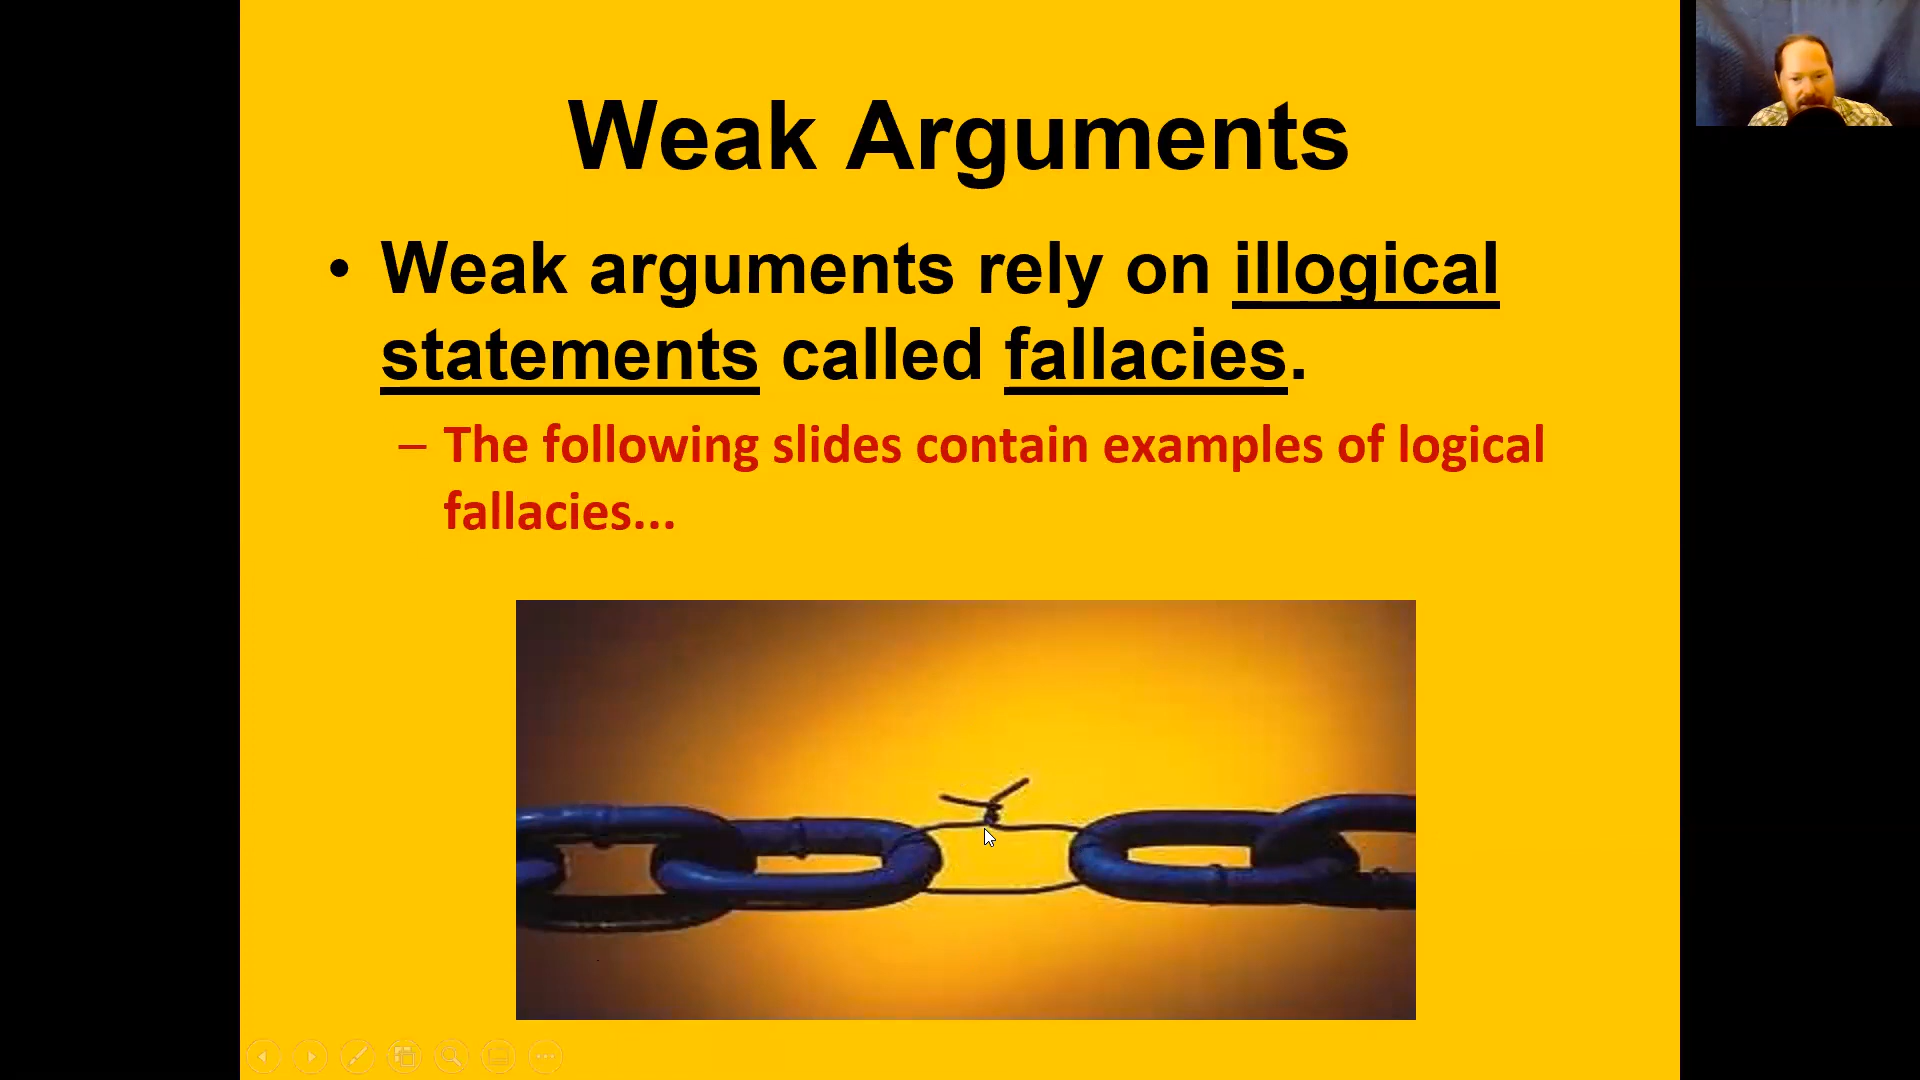 Weak Arguments
• Weak arguments rely on illogical
statements called fallacies.
– The following slides contain examples of logical
fallacies...